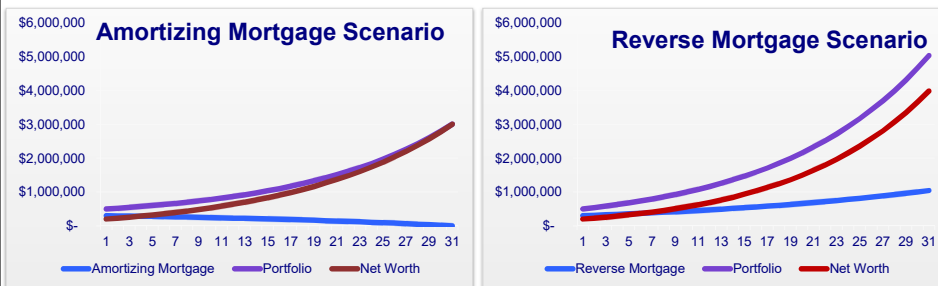 Amortizing Mortgage Scenario
$6,000,000
$5,000,000
$4,000,000
$3,000,000
$2,000,000
$1,000,000
$-
1 3 5 7 9 11 13 15 17 19 21 23 25 27 29 31
Amortizing Mortgage Portfolio Net Worth
Reverse Mortgage Scenario
$6,000,000
$5,000,000
$4,000,000
$3,000,000
$2,000,000
$1,000,000
$-
1 3 5 7 9 11 13 15 17 19 21 23 25 27 29 31
Reverse Mortgage Portfolio Net Worth